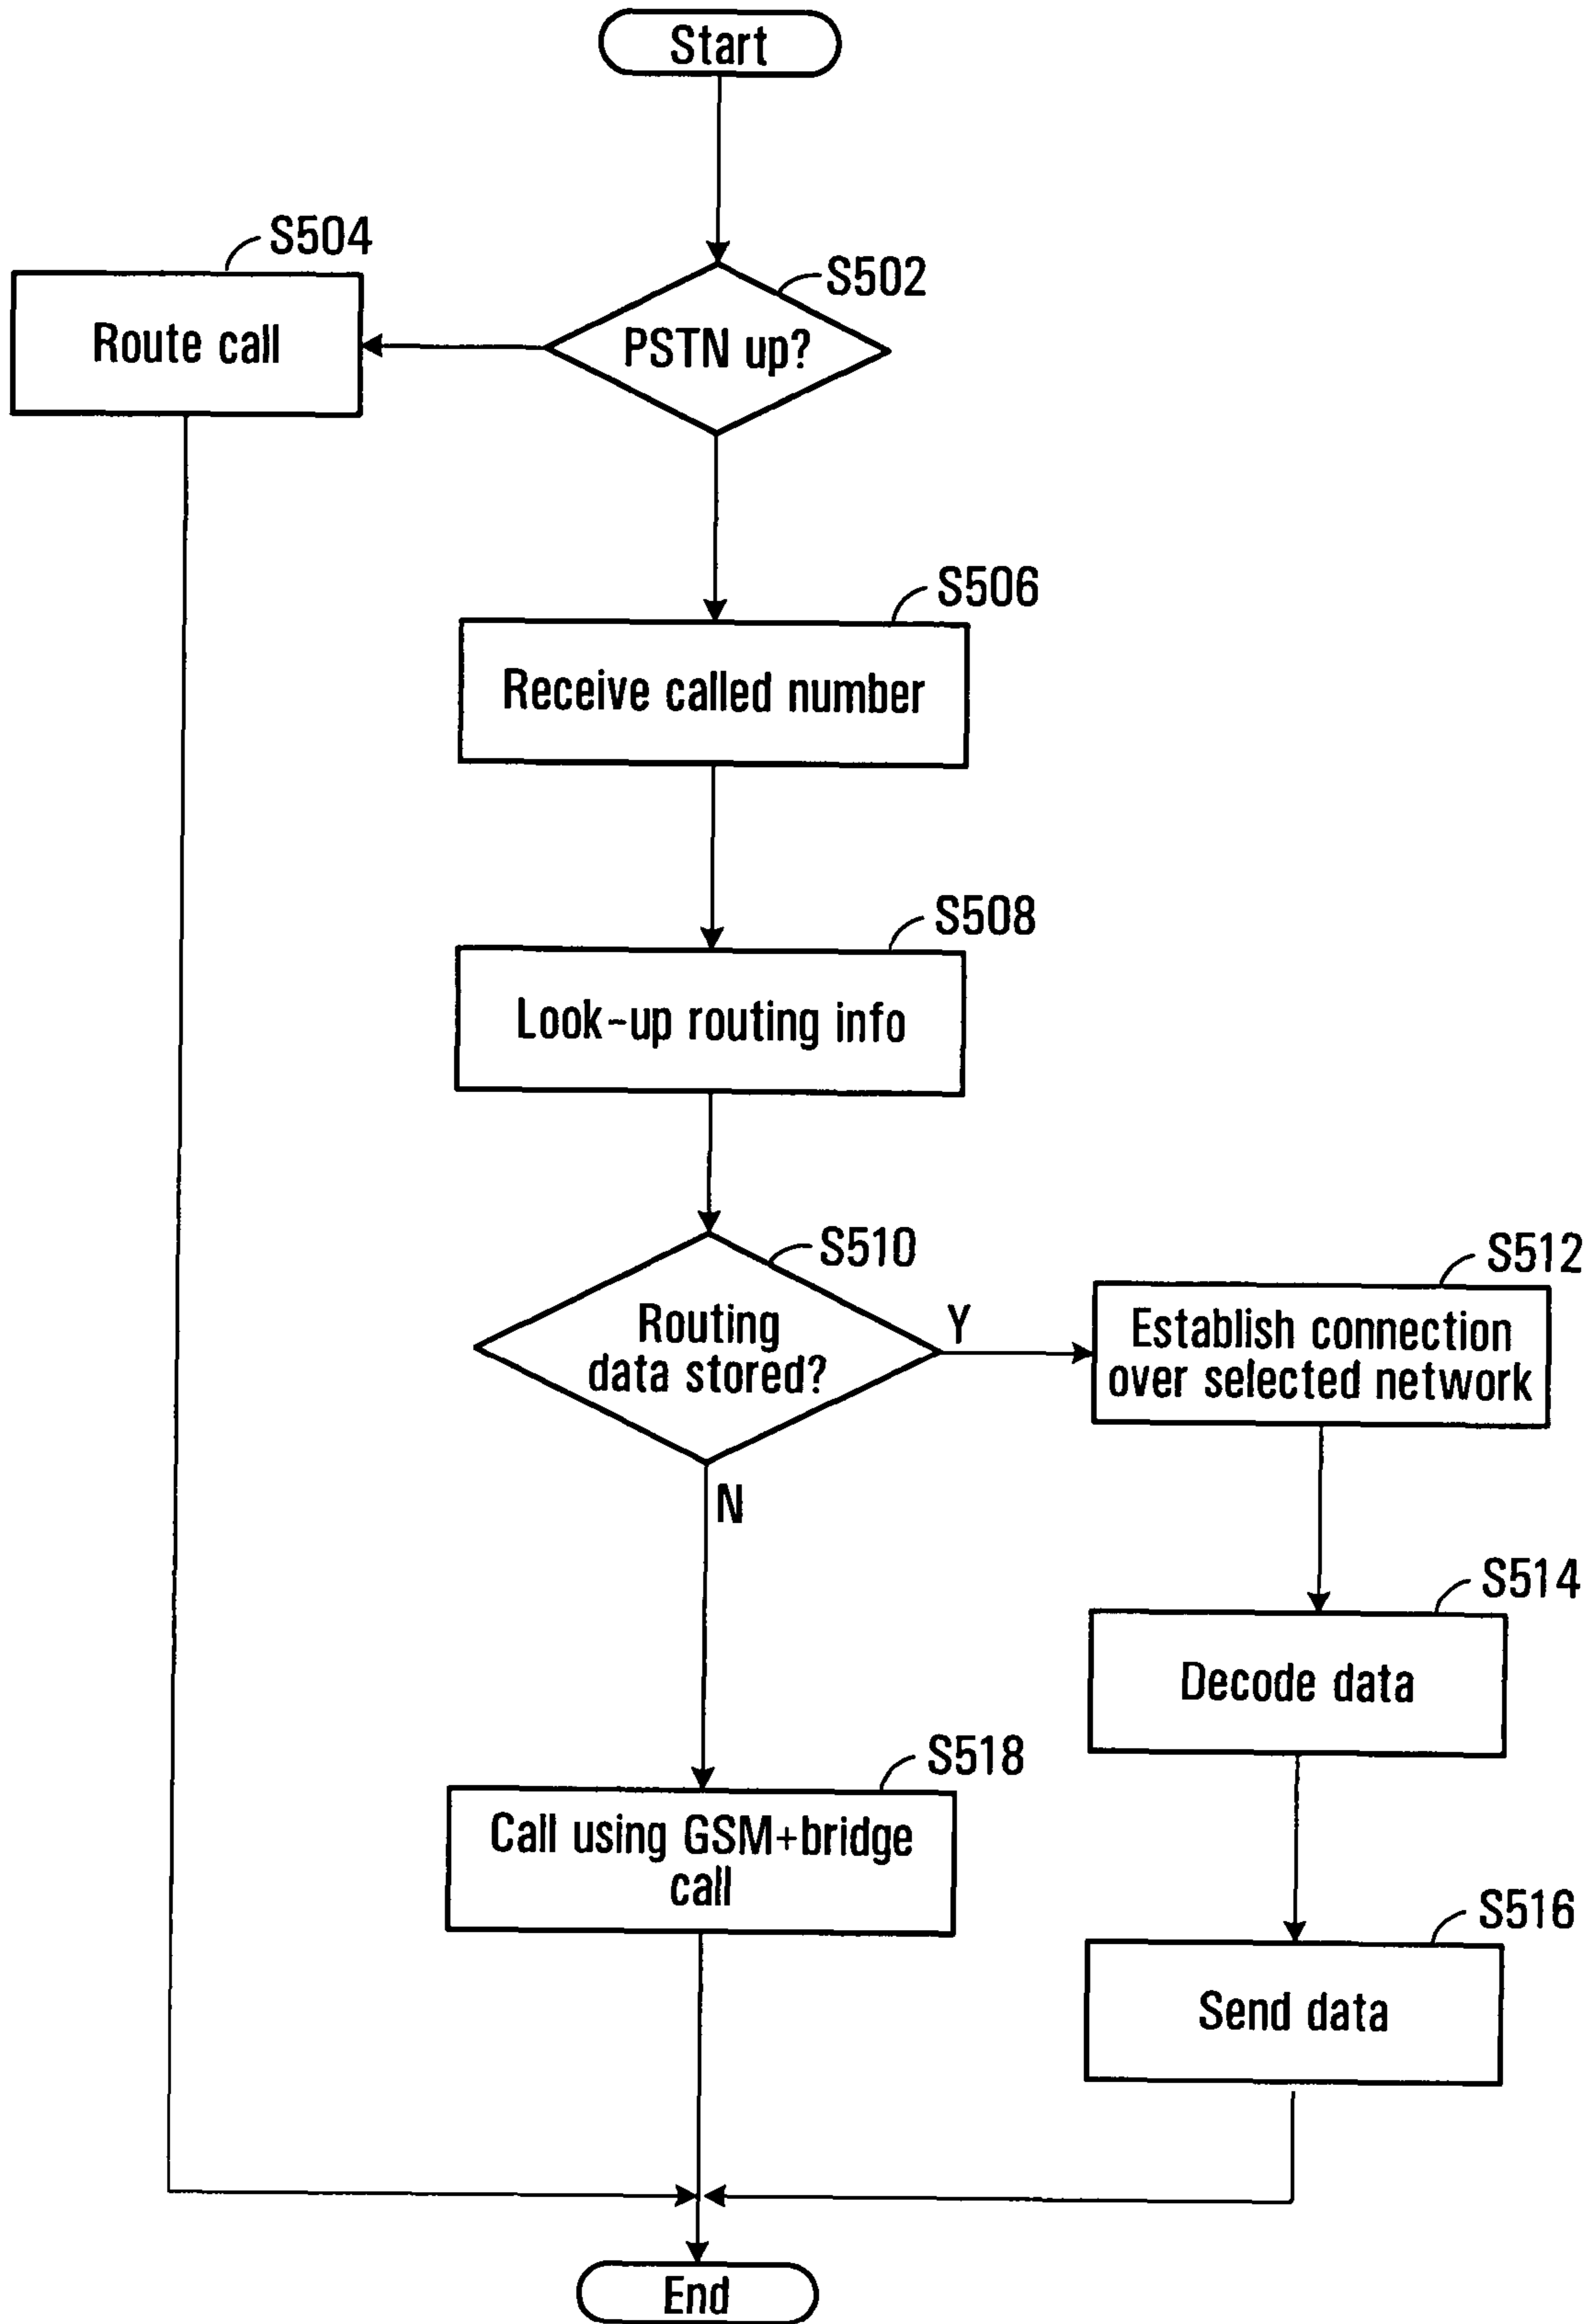 Start
S504
S502
Route call
PSTN up?
S506
Receive called number
S508
Look-up routing info
S510
S512
Routing
data stored?
Y
Establish connection
over selected network
N
S514
Decode data
S518
Call using GSM+bridge
call
S516
Send data
End